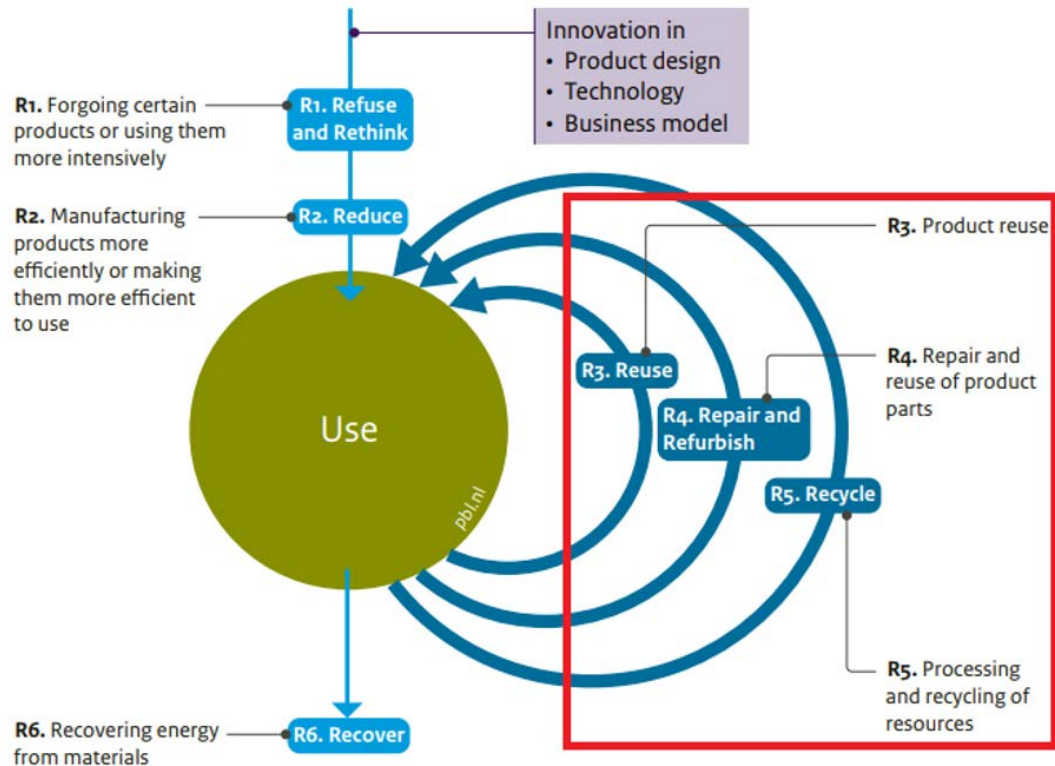 Innovation in
• Product design
• Technology
• Business model
R1. Forgoing certain
products or using them
more intensively
R1. Refuse
and Rethink
R2. Manufacturing
products more
efficiently or making
them more efficient
to use
R2. Reduce
R3. Product reuse
R3. Reuse
R4. Repair and
reuse of product
parts
R4. Repair and
Refurbish
Use
pbl.nl
R5. Recycle
R5. Processing
and recycling of
resources
R6. Recovering energy
from materials
R6. Recover